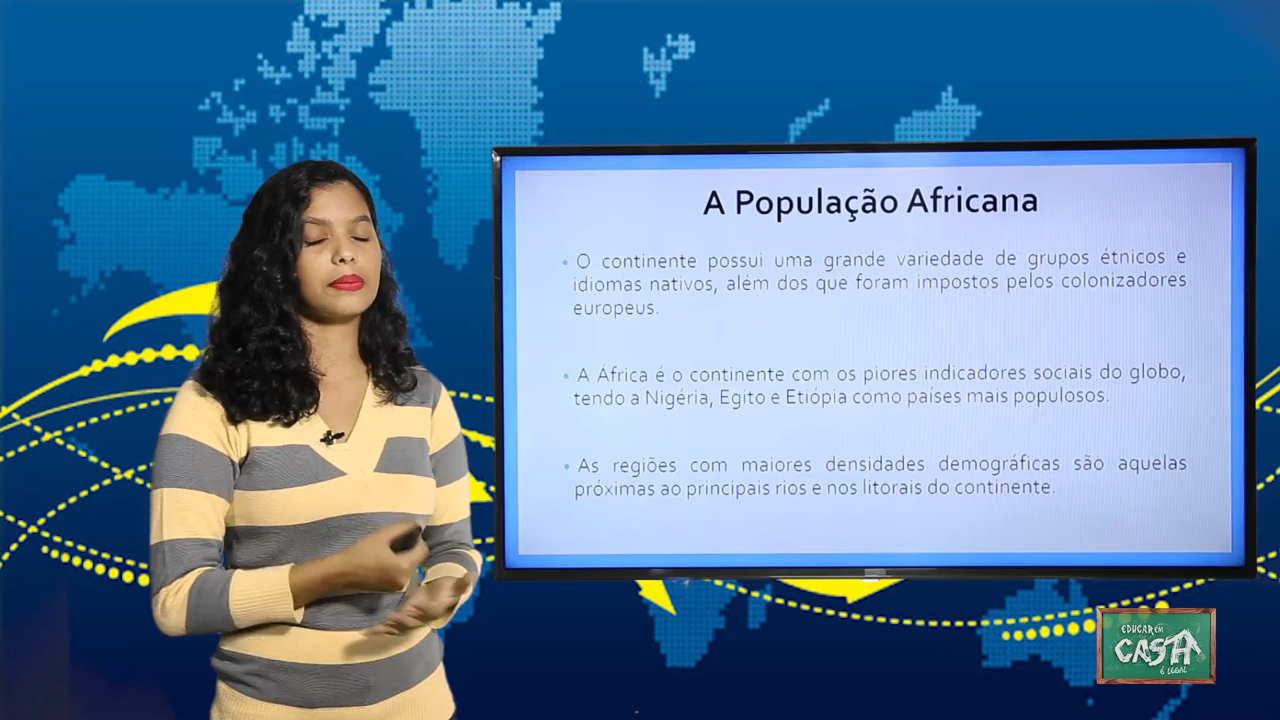 A População Africana
• O continente possui uma grande variedade de grupos étnicos e
idiomas nativos, além dos que foram impostos pelos colonizadores
europeus.
• A África é o continente com os piores indicadores sociais do globo,
tendo a Nigéria, Egito e Etiópia como países mais populosos.
• As regiões com maiores densidades demográficas são aquelas
próximas ao principais rios e nos litorais do continente.
EDUCAR EM
CASA
É LEGAL